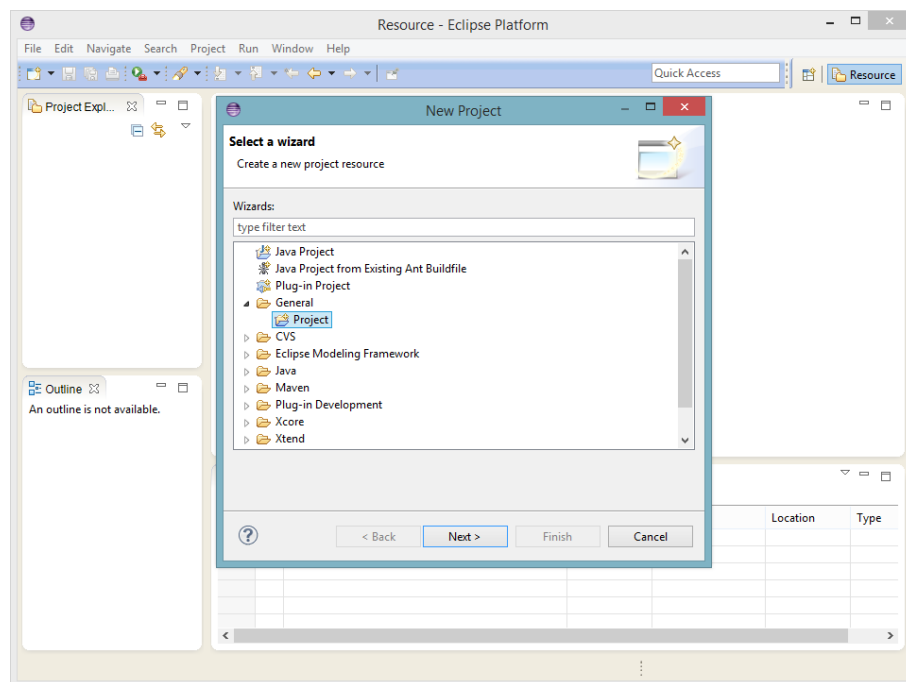 Resource - Eclipse Platform
File Edit Navigate Search Project Run Window Help
Quick Access
Resource
Project Expl...
New Project
Select a wizard
Create a new project resource
Wizards:
type filter text
Java Project
Java Project from Existing Ant Buildfile
Plug-in Project
General
Project
CVS
Eclipse Modeling Framework
Java
Maven
Plug-in Development
Xcore
Xtend
Outline
An outline is not available.
Location Type
? < Back Next > Finish Cancel